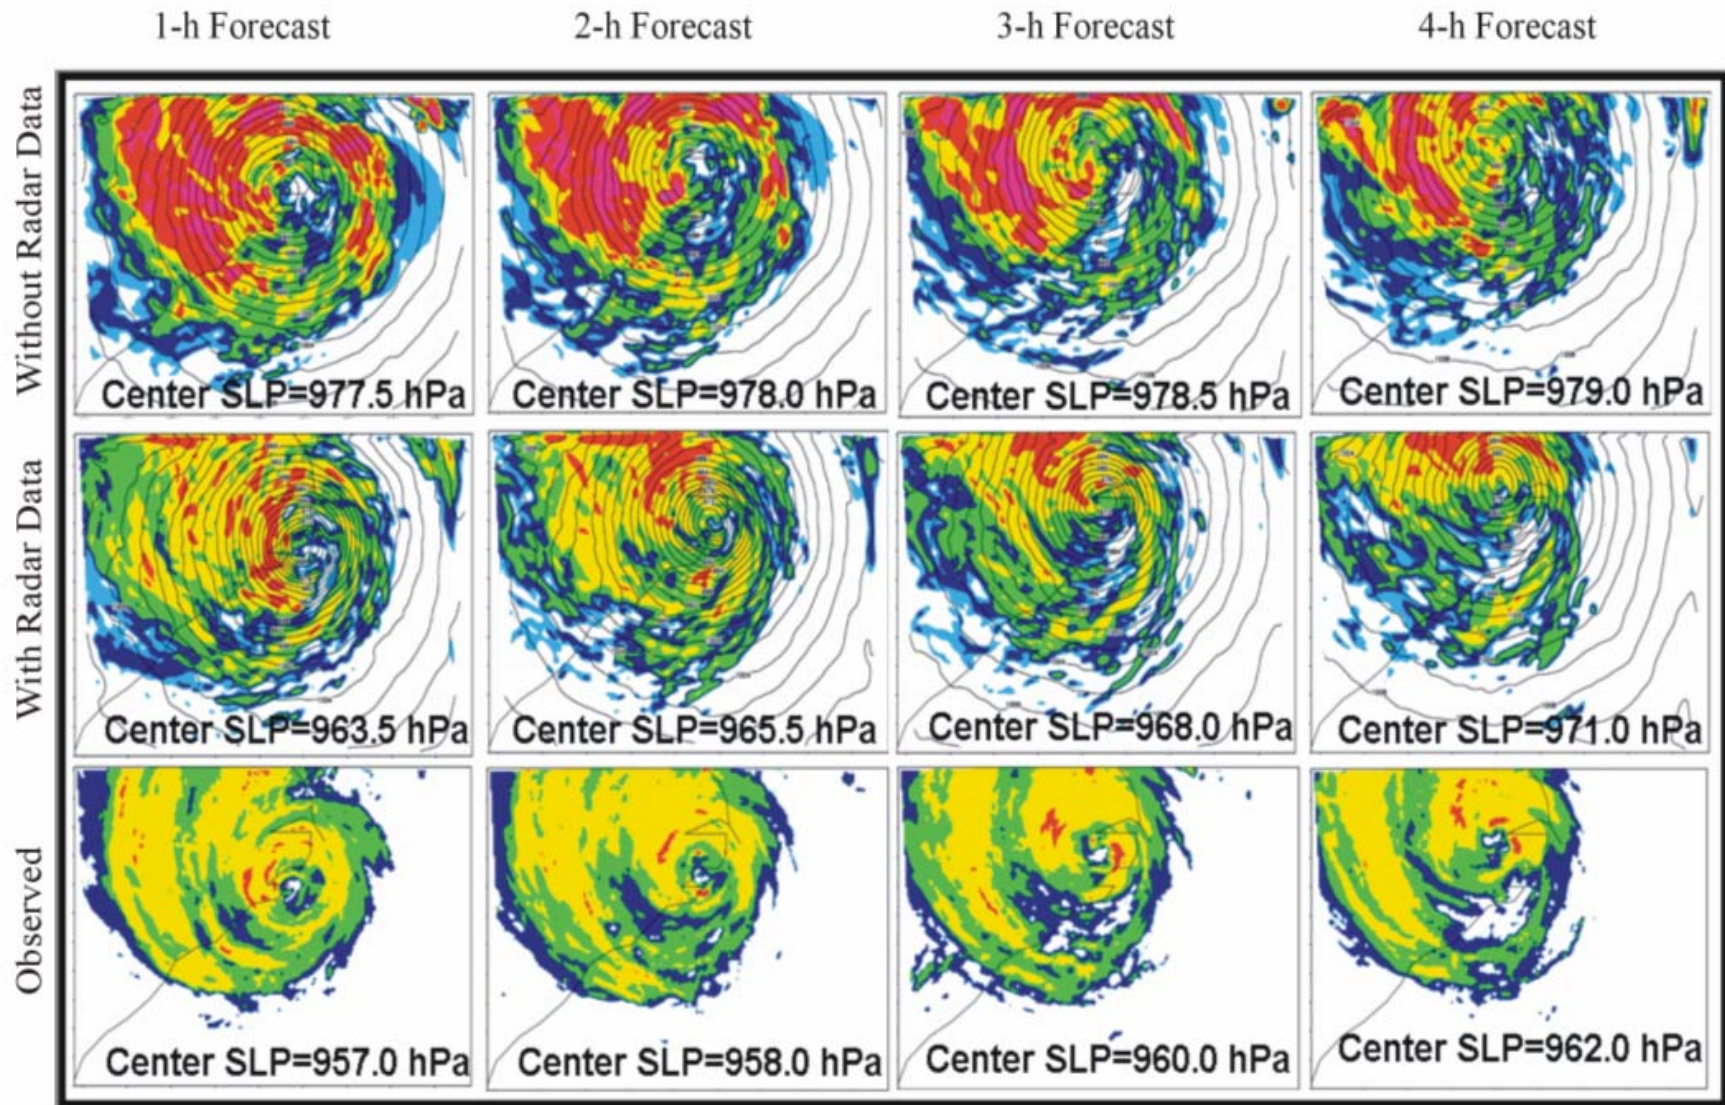 1-h Forecast 2-h Forecast 3-h Forecast 4-h Forecast
Without Radar Data
Center SLP=977.5 hPa Center SLP=978.0 hPa Center SLP=978.5 hPa Center SLP=979.0 hPa
With Radar Data
Center SLP=963.5 hPa Center SLP=965.5 hPa Center SLP=968.0 hPa Center SLP=971.0 hPa
Observed
Center SLP=957.0 hPa Center SLP=958.0 hPa Center SLP=960.0 hPa Center SLP=962.0 hPa